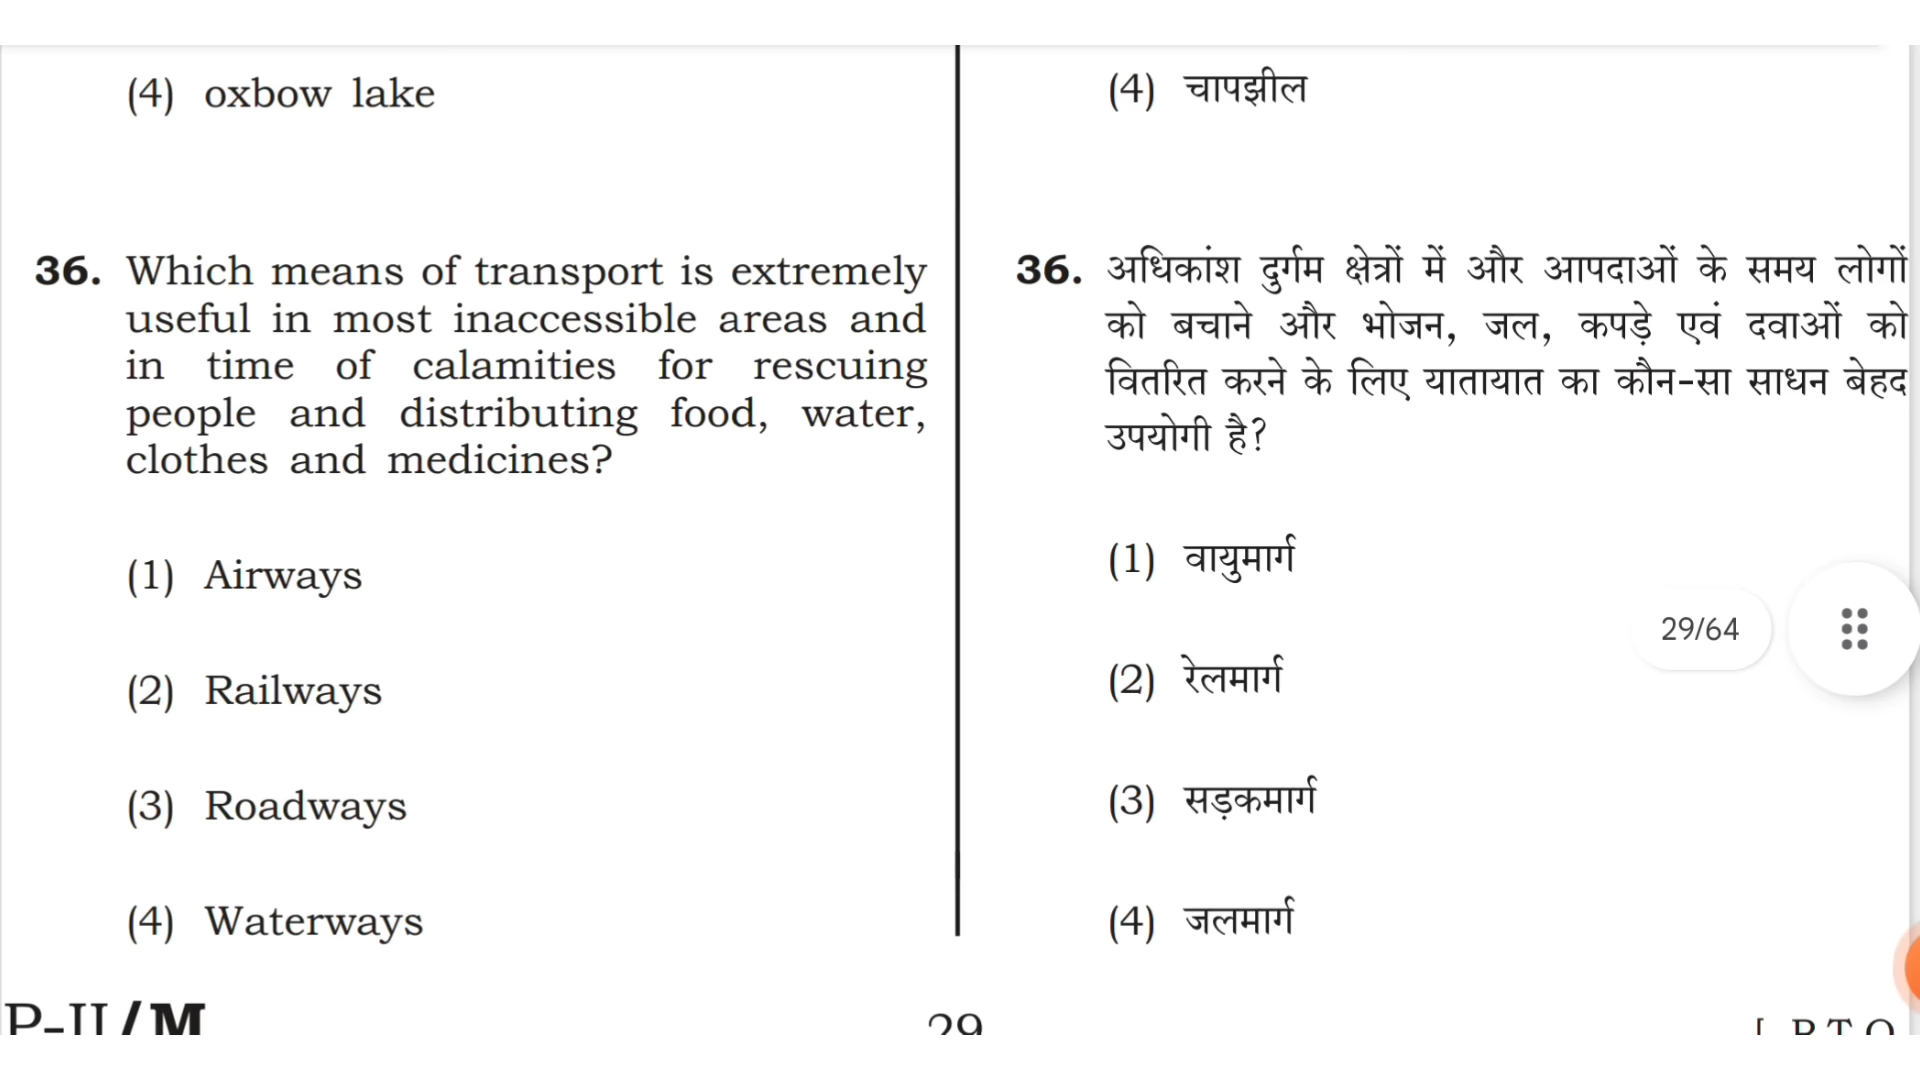 (4) oxbow lake
36. Which means of transport is extremely
useful in most inaccessible areas and
in time of calamities for rescuing
people and distributing food, water,
clothes and medicines?
(1) Airways
(2) Railways
(3) Roadways
(4) Waterways
(4) चापझील
36. अधिकांश दुर्गम क्षेत्रों में और आपदाओं के समय लोगों
को बचाने और भोजन, जल, कपड़े एवं दवाओं को
वितरित करने के लिए यातायात का कौन-सा साधन बेहद
उपयोगी है?
(1) वायुमार्ग
(2) रेलमार्ग
(3) सड़कमार्ग
(4) जलमार्ग
29/64
P-II/M
29
[ P.T.O.